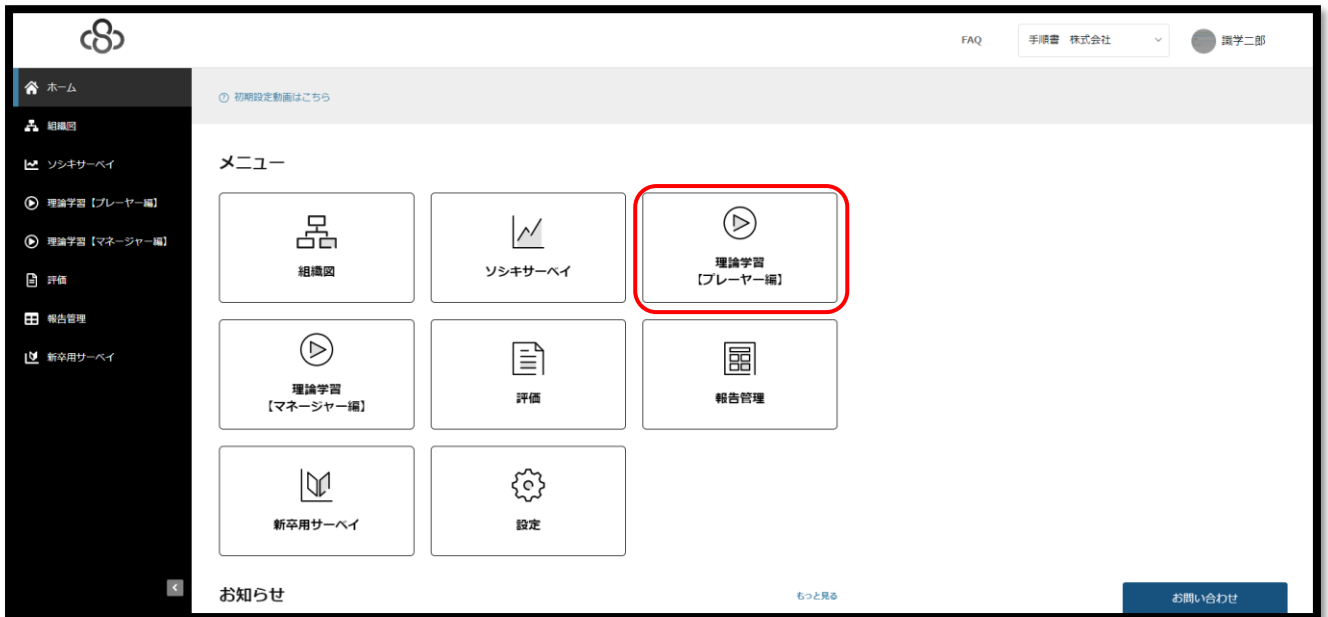 FAQ
手順書 株式会社
識学二郎
ホーム
組織図
ソシキサーベイ
理論学習【プレーヤー編】
理論学習【マネージャー編】
評価
報告管理
新卒用サーベイ
初期設定動画はこちら
メニュー
組織図
ソシキサーベイ
理論学習
【プレーヤー編】
理論学習
【マネージャー編】
評価
報告管理
新卒用サーベイ
設定
お知らせ
もっと見る
お問い合わせ